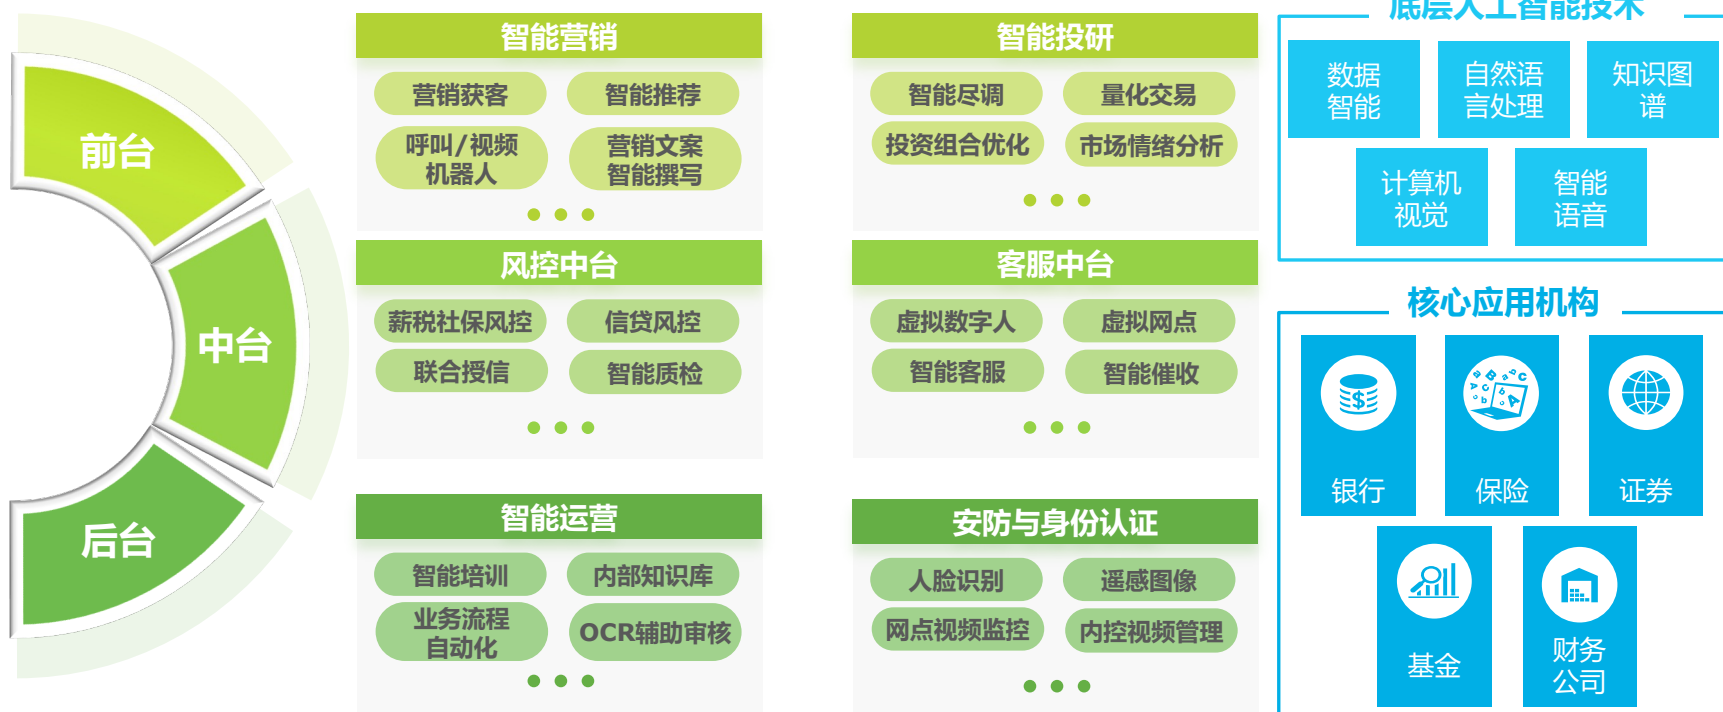 前台
中台
后台
智能营销
营销获客
智能推荐
呼叫/视频
机器人
营销文案
智能撰写
智能投研
智能尽调
量化交易
投资组合优化
市场情绪分析
风控中台
薪税社保风控
信贷风控
联合授信
智能质检
客服中台
虚拟数字人
虚拟网点
智能客服
智能催收
智能运营
智能培训
内部知识库
业务流程
自动化
OCR辅助审核
安防与身份认证
人脸识别
遥感图像
网点视频监控
内控视频管理
底层人工智能技术
数据
智能
自然语
言处理
知识图
谱
计算机
视觉
智能
语音
核心应用机构
银行
保险
证券
基金
财务
公司